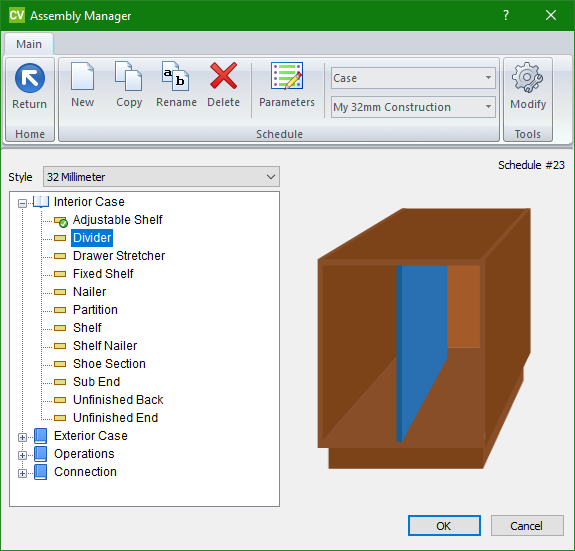 CV Assembly Manager ?
Main
Return
New
Copy
a
b
Rename
Delete
Parameters
Case
My 32mm Construction
Modify
Home
Schedule
Tools
Schedule #23
Style 32 Millimeter
Interior Case
Adjustable Shelf
Divider
Drawer Stretcher
Fixed Shelf
Nailer
Partition
Shelf
Shelf Nailer
Shoe Section
Sub End
Unfinished Back
Unfinished End
Exterior Case
Operations
Connection
OK
Cancel